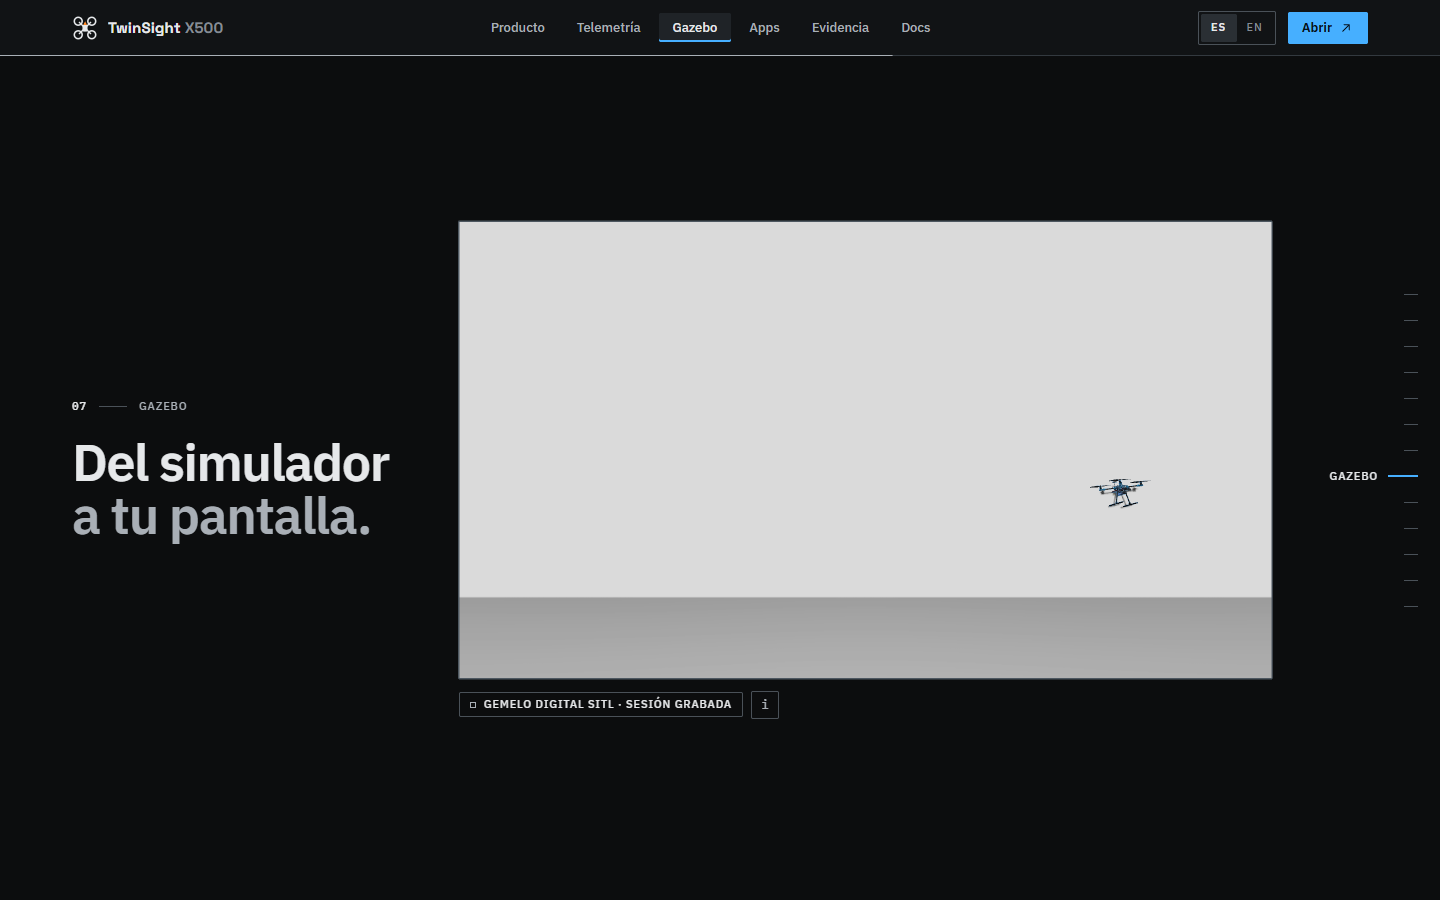 TwinSight X500
Producto
Telemetría
Gazebo
Apps
Evidencia
Docs
ES
EN
Abrir
07
GAZEBO
Del simulador
a tu pantalla.
GEMELO DIGITAL SITL · SESIÓN GRABADA
i
GAZEBO